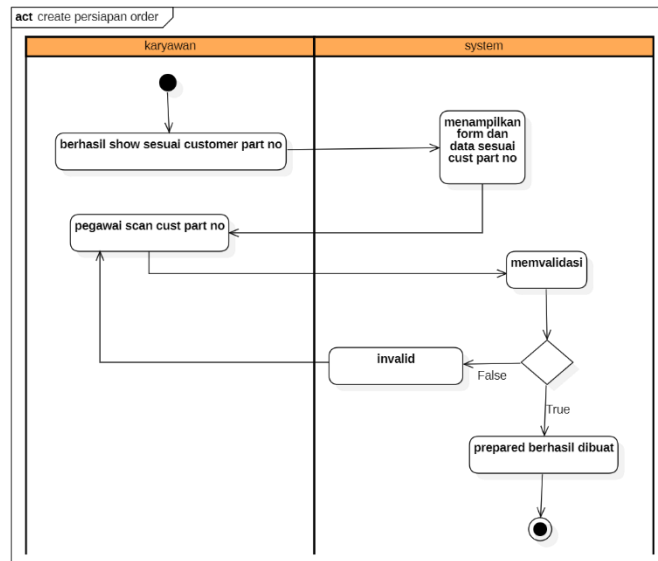 act create persiapan order
karyawan
system
berhasil show sesuai customer part no
menampilkan
form dan
data sesuai
cust part no
pegawai scan cust part no
memvalidasi
invalid
False
True
prepared berhasil dibuat